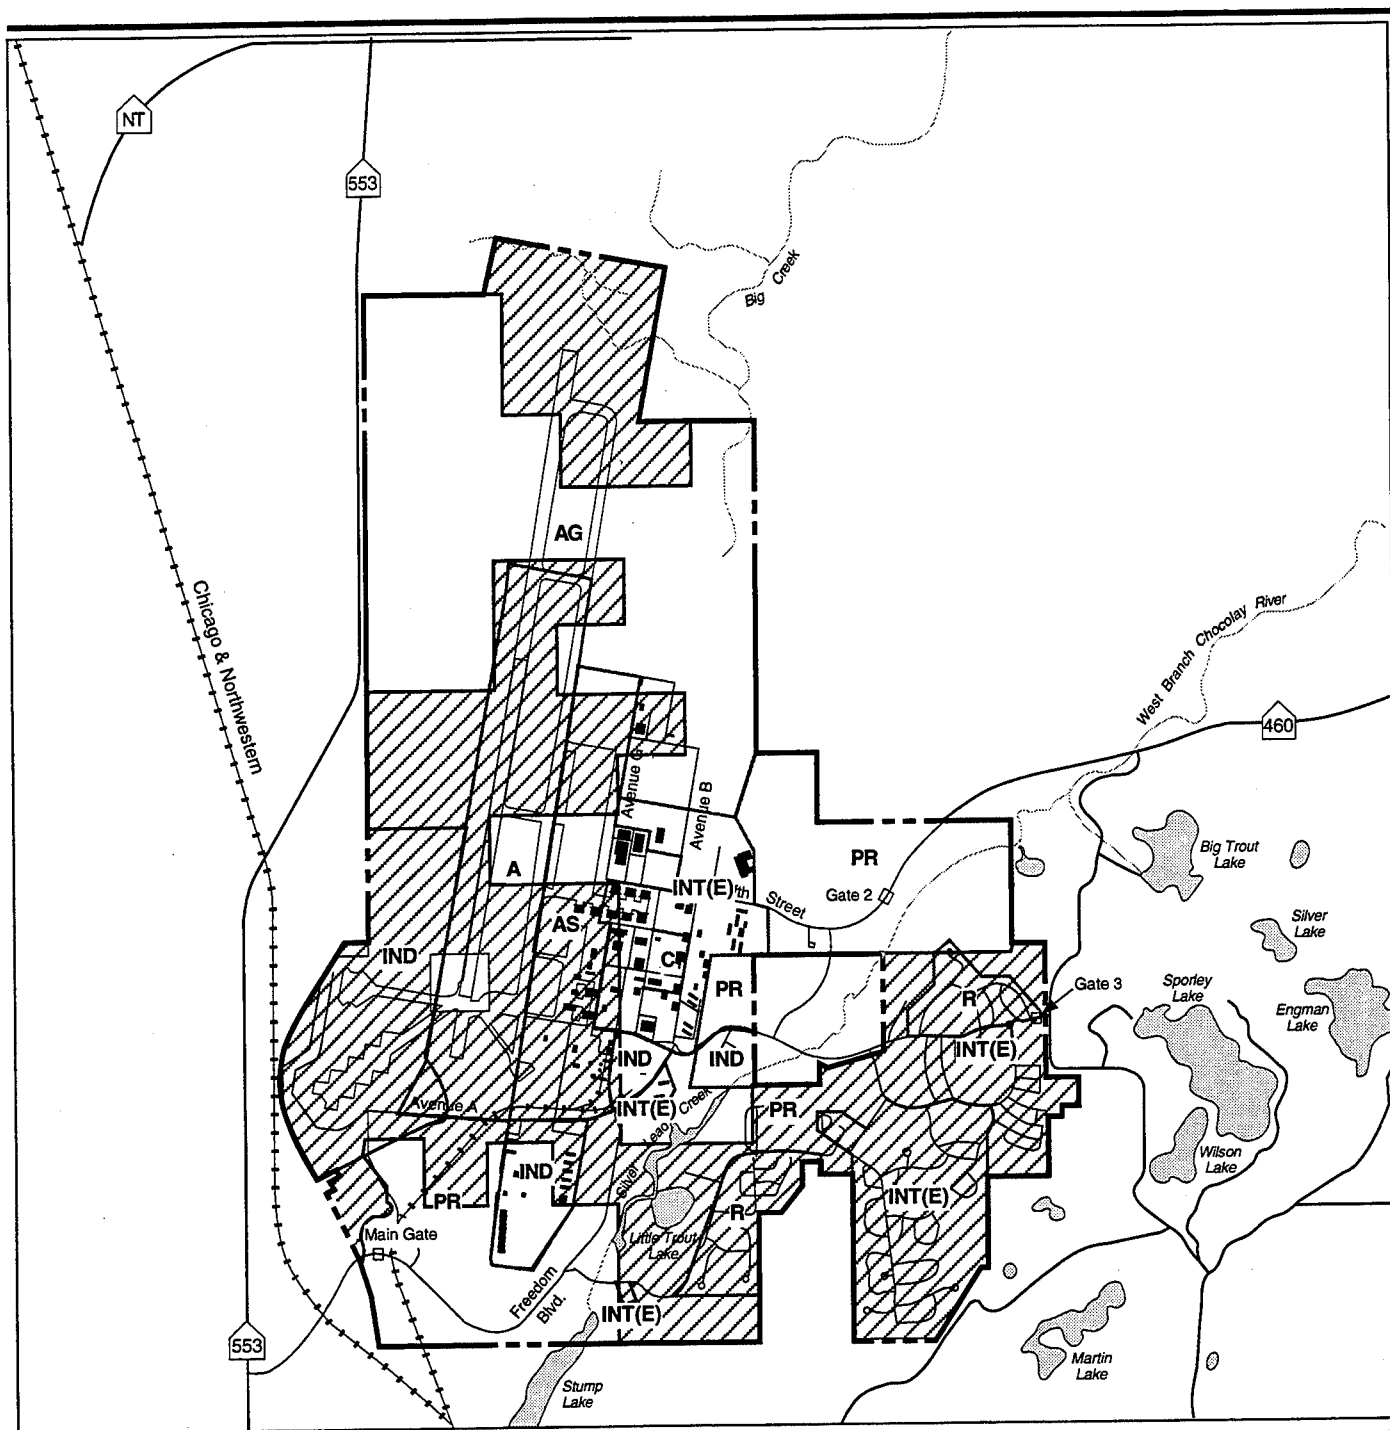 NT
553
Big Creek
AG
Chicago & Northwestern
West Branch Chocolay River
460
Avenue C
Avenue B
A
PR
Big Trout
Lake
INT(E)
fth
Street
Gate 2
AS
Silver
Lake
IND
C
PR
Sporley
Lake
R
Gate 3
Engman
Lake
IND
IND
INT(E)
Avenue A
INT(E)
Creek
PR
Silver
Wilson
Lake
IND
PR
INT(E)
R
Main Gate
Little Trout
Lake
Freedom
Blvd.
INT(E)
553
Martin
Lake
Stump
Lake